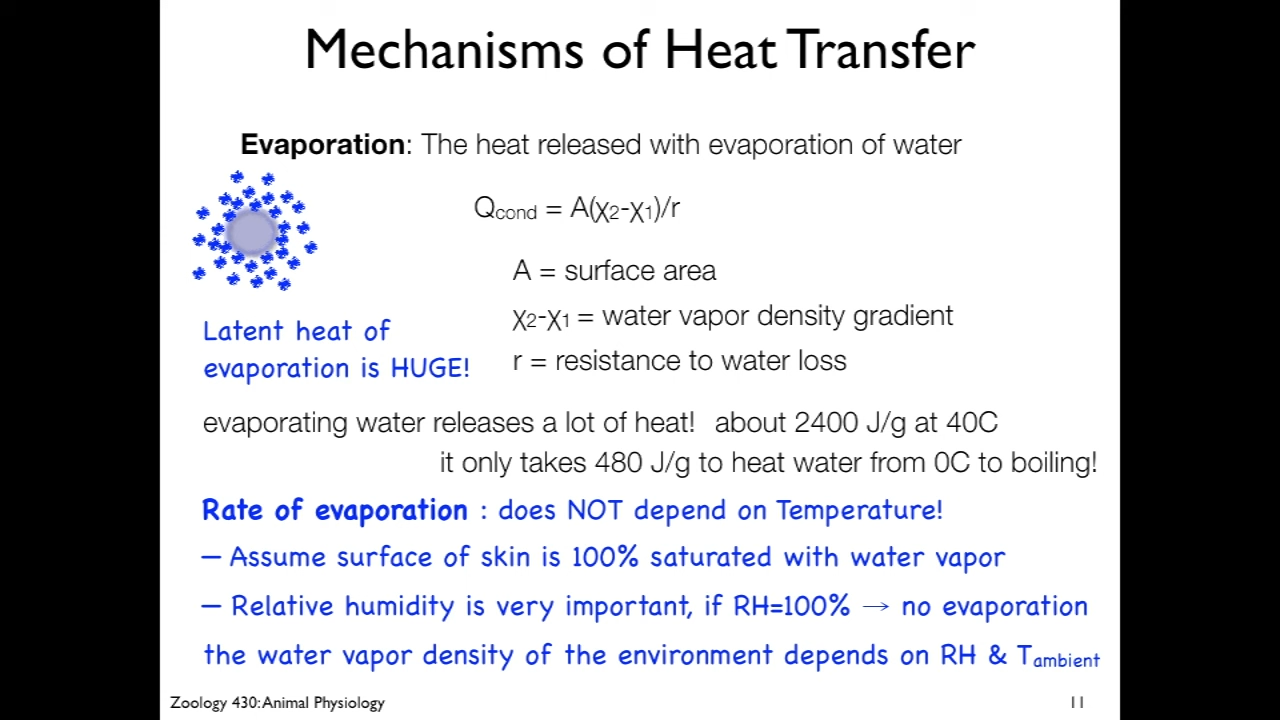 Mechanisms of Heat Transfer
Evaporation: The heat released with evaporation of water
Qcond = A(χ2-χ1)/r
A = surface area
χ2-χ1 = water vapor density gradient
r = resistance to water loss
Latent heat of
evaporation is HUGE!
evaporating water releases a lot of heat! about 2400 J/g at 40C
it only takes 480 J/g to heat water from 0C to boiling!
Rate of evaporation : does NOT depend on Temperature!
– Assume surface of skin is 100% saturated with water vapor
– Relative humidity is very important, if RH=100% → no evaporation
the water vapor density of the environment depends on RH & Tambient
Zoology 430: Animal Physiology
11